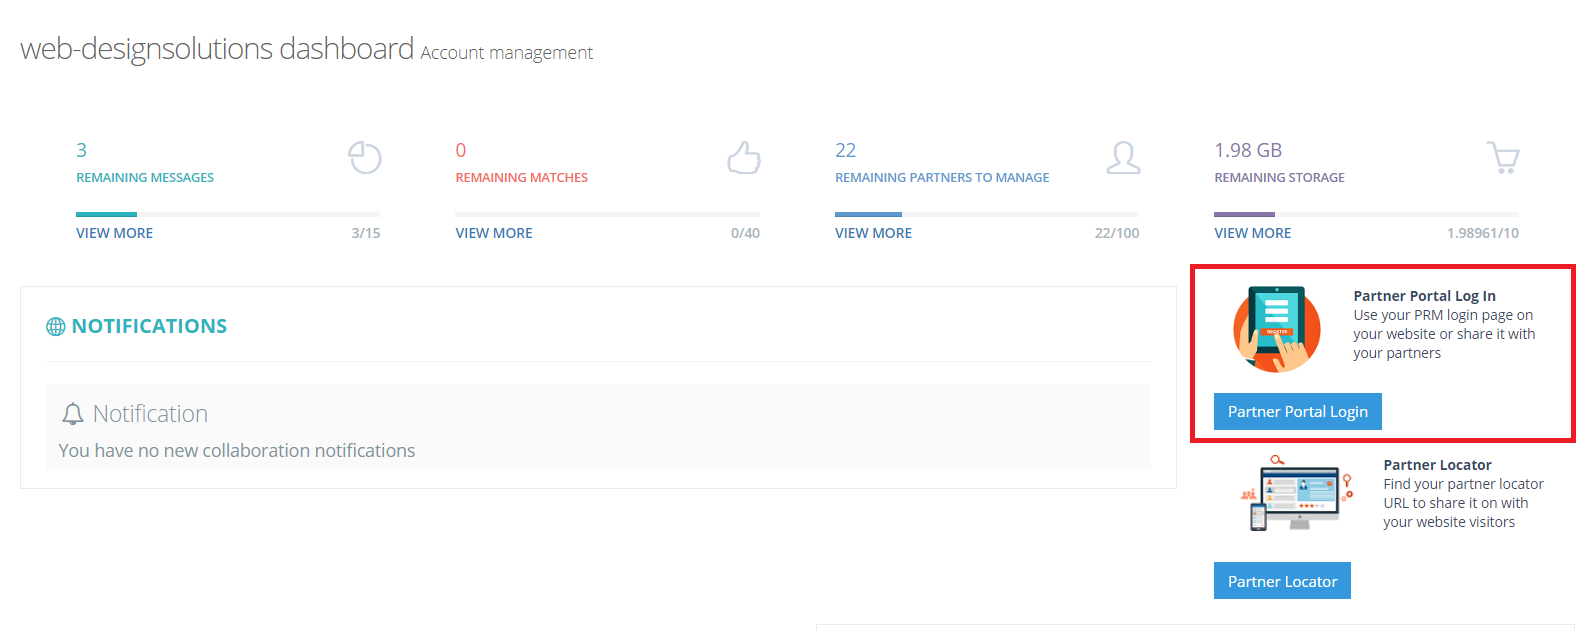 web-designsolutions dashboard Account management
3
REMAINING MESSAGES
VIEW MORE 3/15
0
REMAINING MATCHES
VIEW MORE 0/40
22
REMAINING PARTNERS TO MANAGE
VIEW MORE 22/100
1.98 GB
REMAINING STORAGE
VIEW MORE 1.98961/10
NOTIFICATIONS
Notification
You have no new collaboration notifications
REGISTER
Partner Portal Log In
Use your PRM login page on
your website or share it with
your partners
Partner Portal Login
Partner Locator
Find your partner locator
URL to share it on with
your website visitors
Partner Locator